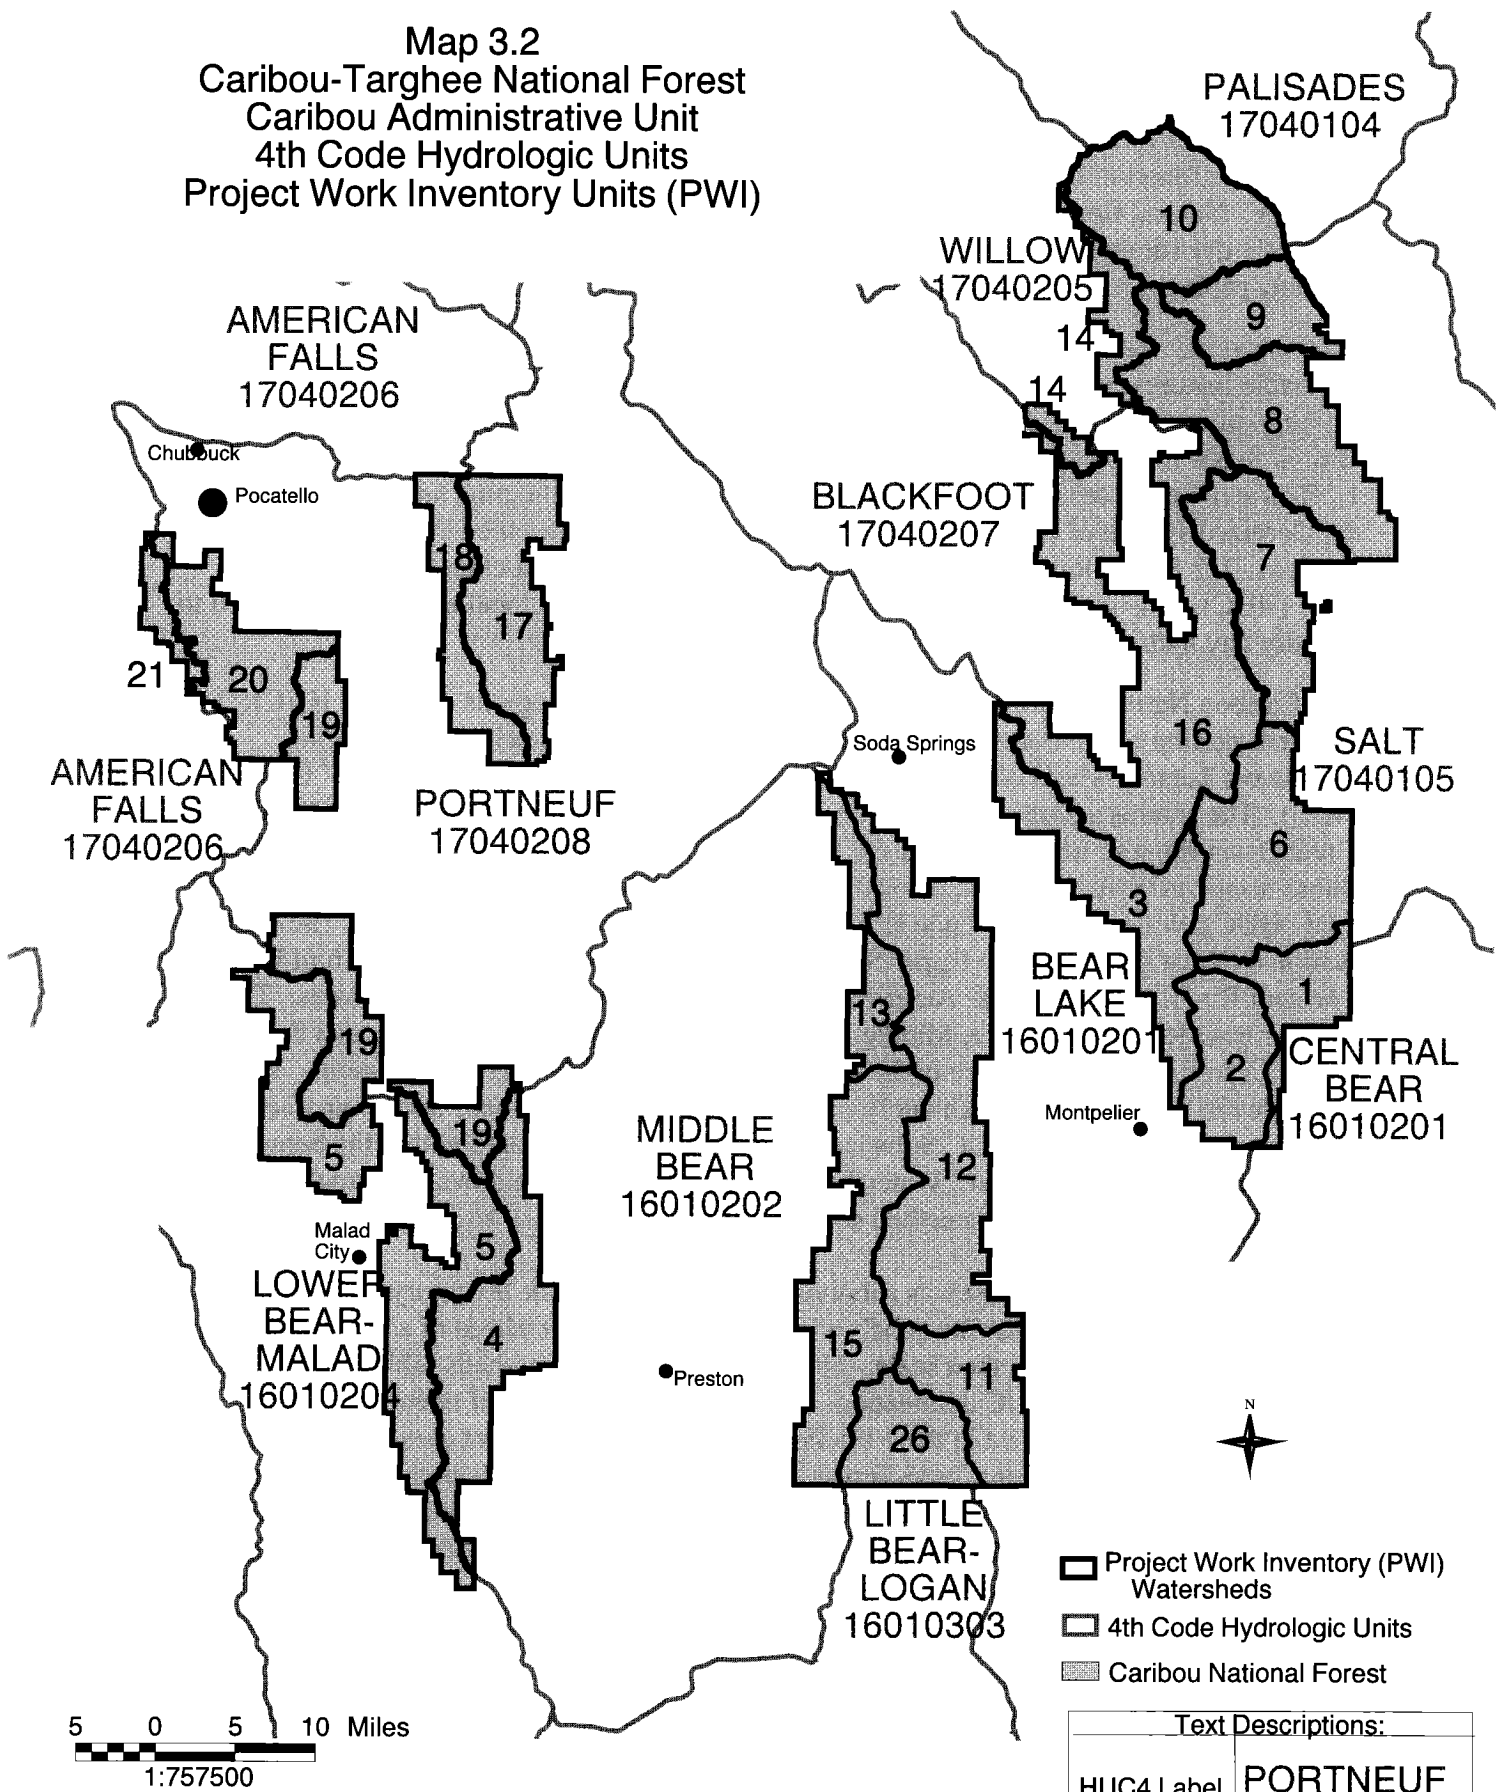 Map 3.2
Caribou-Targhee National Forest
Caribou Administrative Unit
4th Code Hydrologic Units
Project Work Inventory Units (PWI)
PALISADES
17040104
10
WILLOW
17040205
9
14
14
8
AMERICAN
FALLS
17040206
Chubbuck
Pocatello
BLACKFOOT
17040207
18
7
17
21
20
19
16
Soda Springs
SALT
17040105
AMERICAN
FALLS
17040206
PORTNEUF
17040208
6
3
BEAR
LAKE
16010201
1
13
19
2
CENTRAL
BEAR
16010201
Montpelier
19
5
MIDDLE
BEAR
16010202
12
Malad
City
5
LOWER
BEAR-
MALAD
16010204
4
15
11
Preston
26
N
LITTLE
BEAR-
LOGAN
16010303
Project Work Inventory (PWI)
Watersheds
4th Code Hydrologic Units
Caribou National Forest
5 0 5 10 Miles
1:757500
Text Descriptions:
HUC4 Label
PORTNEUF